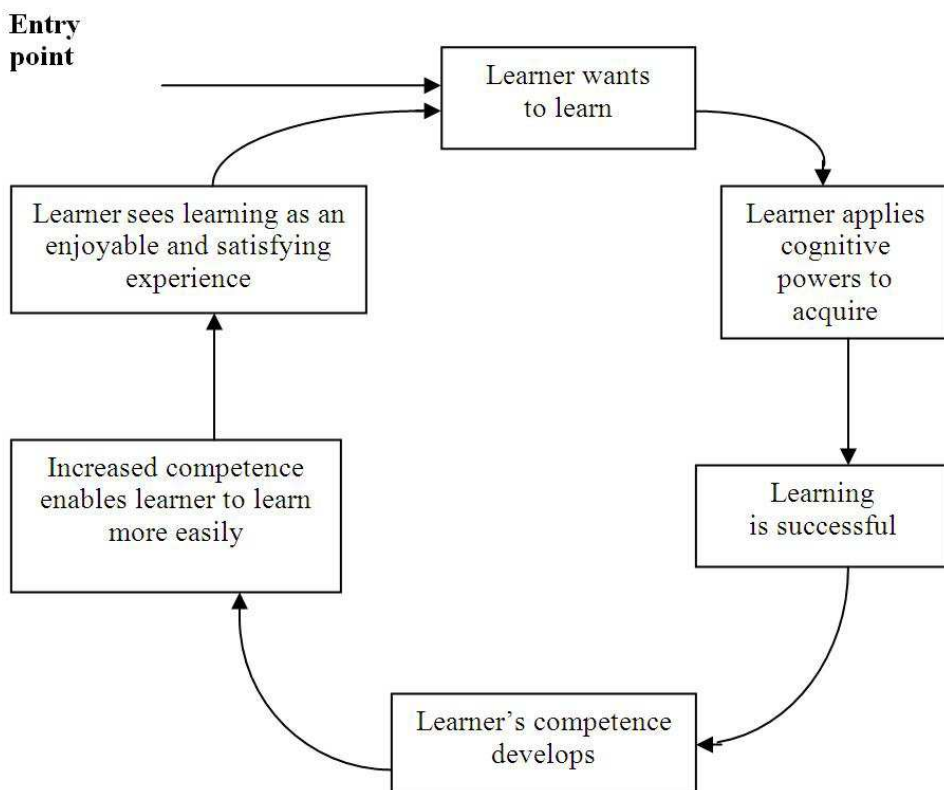 Entry
point
Learner wants
to learn
Learner applies
cognitive
powers to
acquire
Learning
is successful
Learner’s competence
develops
Increased competence
enables learner to learn
more easily
Learner sees learning as an
enjoyable and satisfying
experience